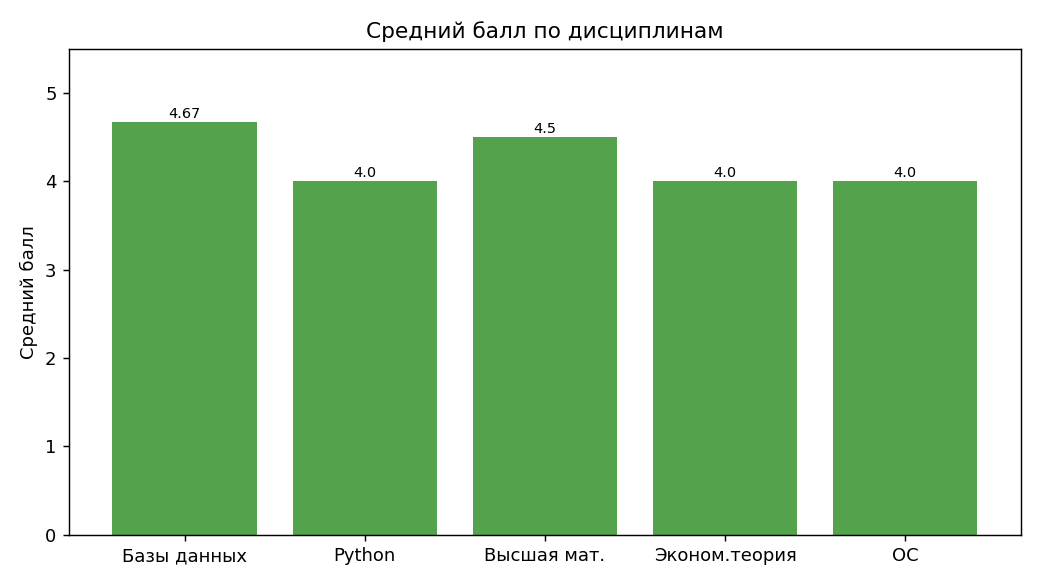 Средний балл по дисциплинам
Средний балл
5
4
3
2
1
0
4.67
4.0
4.5
4.0
4.0
Базы данных
Python
Высшая мат.
Эконом.теория
ОС